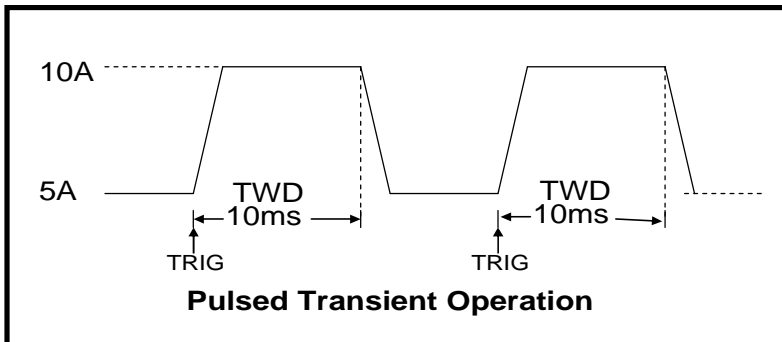 10A
5A
TWD
10ms
TWD
10ms
TRIG
TRIG
Pulsed Transient Operation